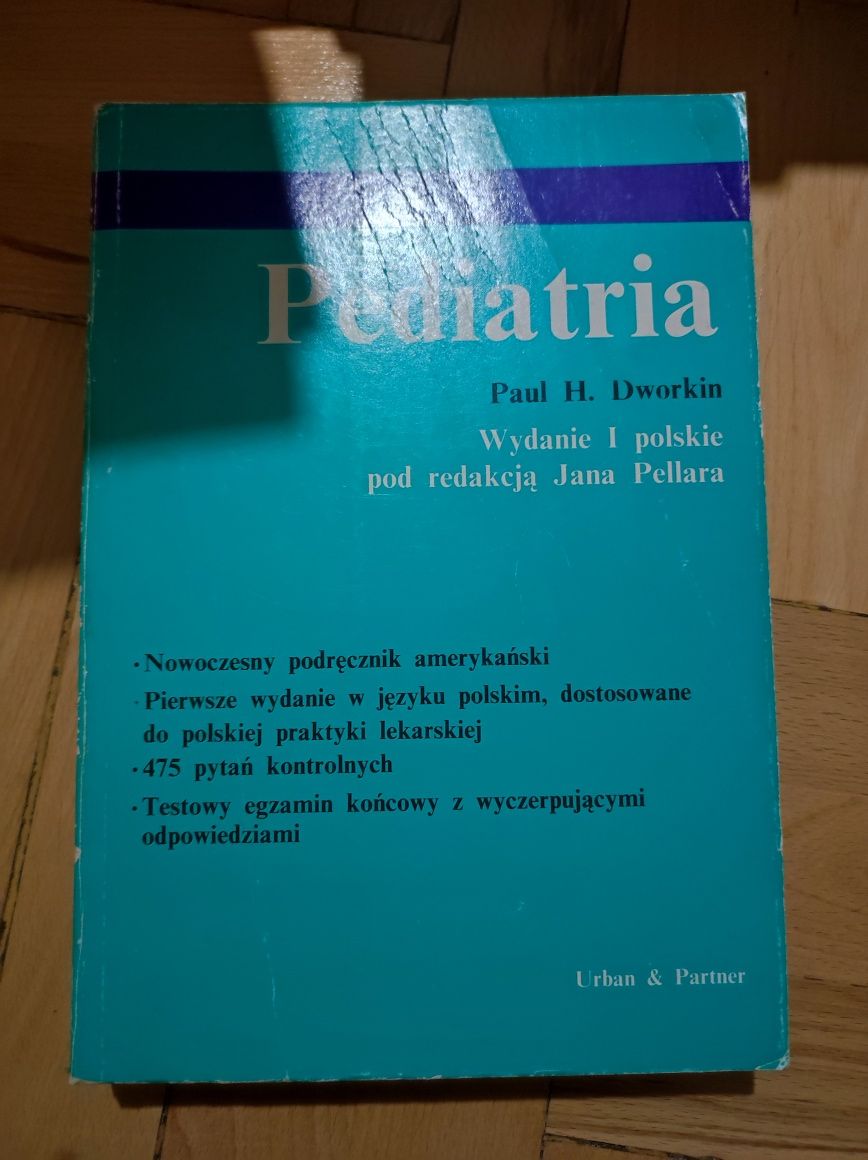 Pediatria
Paul H. Dworkin
Wydanie I polskie
pod redakcją Jana Pellara
· Nowoczesny podręcznik amerykański
· Pierwsze wydanie w języku polskim, dostosowane
do polskiej praktyki lekarskiej
· 475 pytań kontrolnych
· Testowy egzamin końcowy z wyczerpującymi
odpowiedziami
Urban & Partner